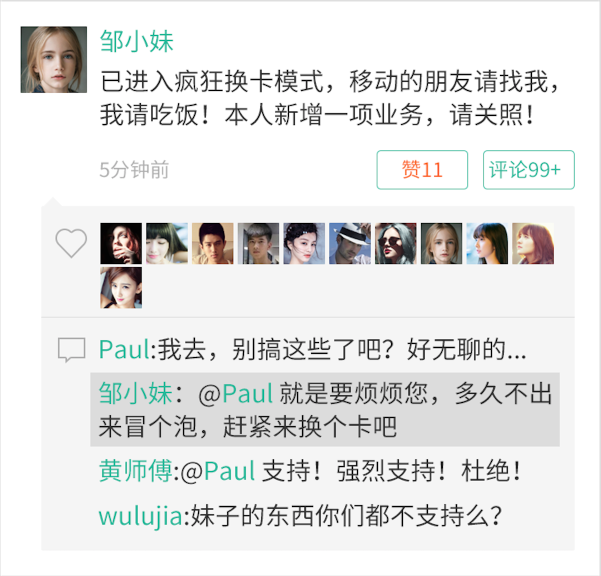 邹小妹
已进入疯狂换卡模式，移动的朋友请找我，
我请吃饭！本人新增一项业务，请关照！
5分钟前
赞11
评论99+
Paul:我去，别搞这些了吧？好无聊的...
邹小妹：@Paul 就是要烦烦您，多久不出
来冒个泡，赶紧来换个卡吧
黄师傅:@Paul 支持！强烈支持！杜绝！
wulujia:妹子的东西你们都不支持么？